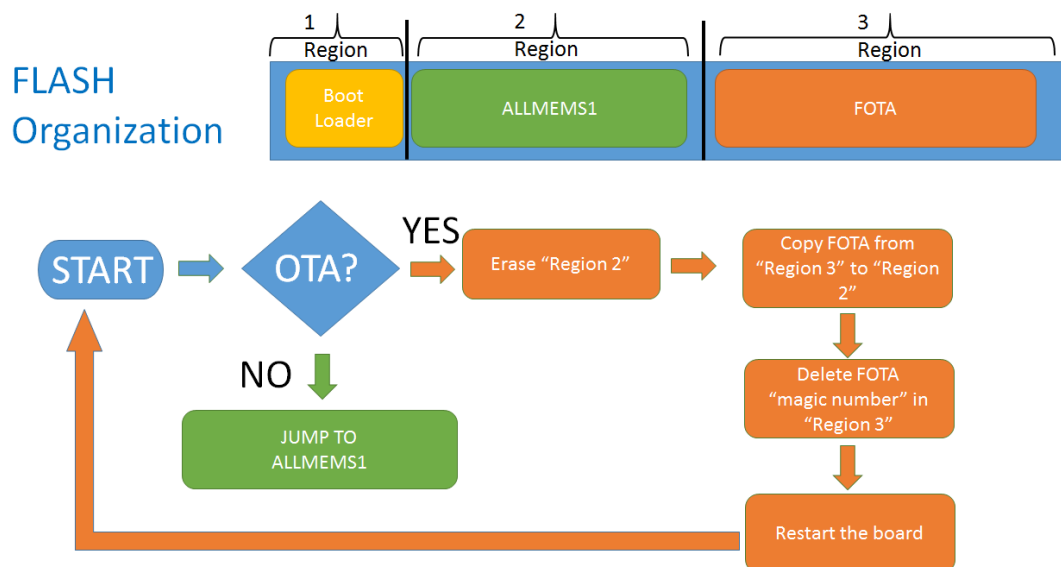 1
2
3
Region
Region
Region
FLASH
Organization
Boot
Loader
ALLMEMS1
FOTA
START
OTA?
YES
Erase “Region 2”
Copy FOTA from
“Region 3” to “Region
2”
NO
Delete FOTA
“magic number” in
“Region 3”
JUMP TO
ALLMEMS1
Restart the board